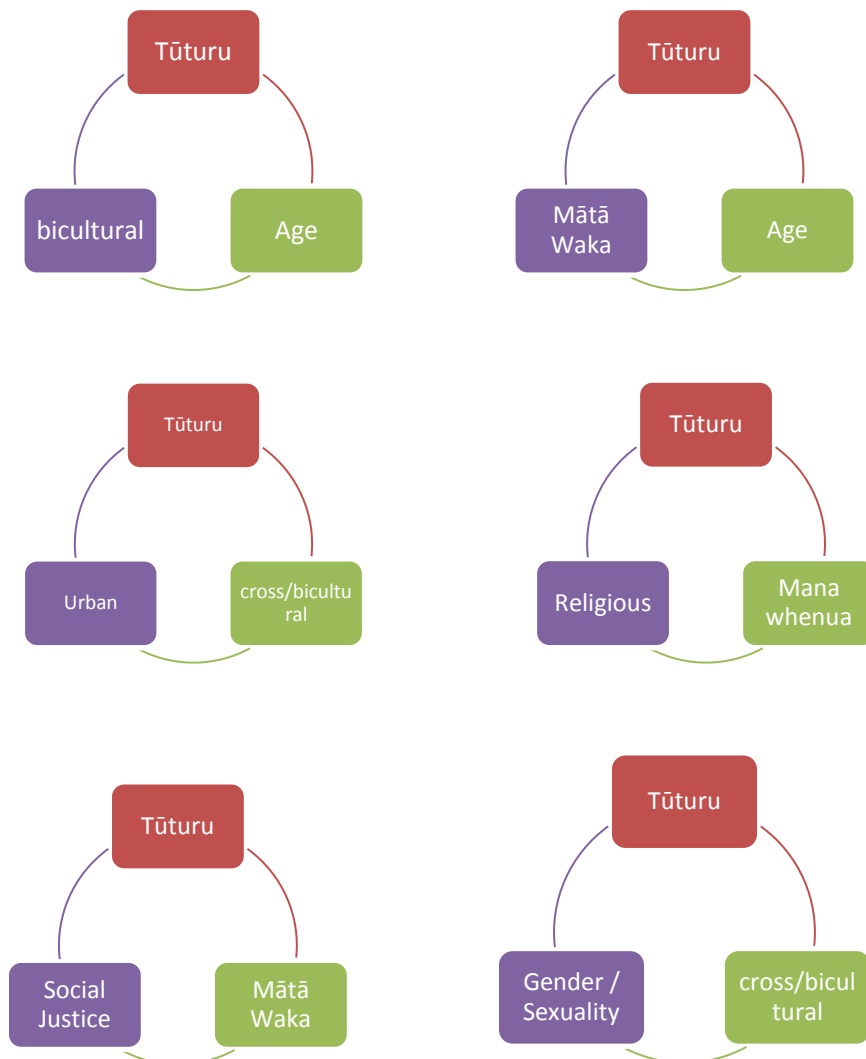 Tūturu
bicultural
Age
Tūturu
Mātā
Waka
Age
Tūturu
Urban
cross/bicultu
ral
Tūturu
Religious
Mana
whenua
Tūturu
Social
Justice
Mātā
Waka
Tūturu
Gender /
Sexuality
cross/bicul
tural